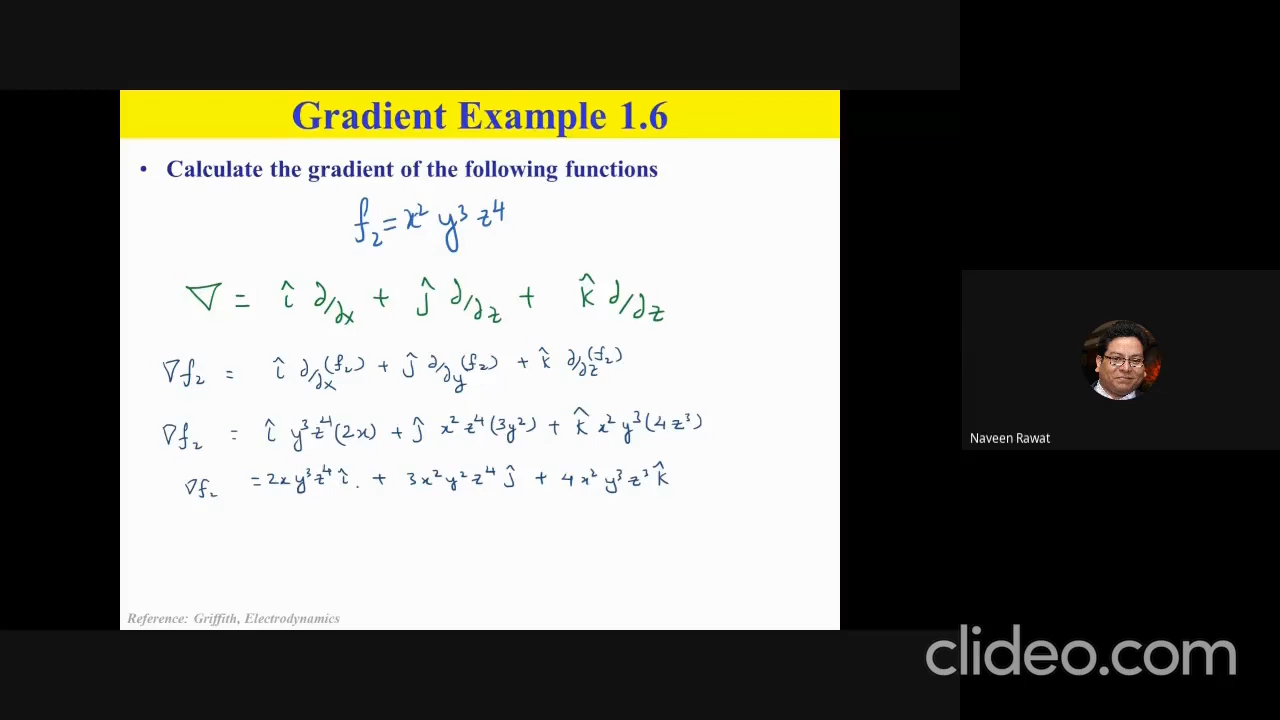 Gradient Example 1.6
• Calculate the gradient of the following functions
f₂ = x² y³ z⁴
∇ = î ∂/∂x + ĵ ∂/∂z + k̂ ∂/∂z
∇f₂ = î ∂/∂x (f₂) + ĵ ∂/∂y (f₂) + k̂ ∂/∂z (f₂)
∇f₂ = î y³z⁴(2x) + ĵ x²z⁴(3y²) + k̂ x²y³(4z³)
∇f₂ = 2xy³z⁴ î . + 3x²y²z⁴ ĵ + 4x²y³z³ k̂
Reference: Griffith, Electrodynamics
Naveen Rawat
clideo.com